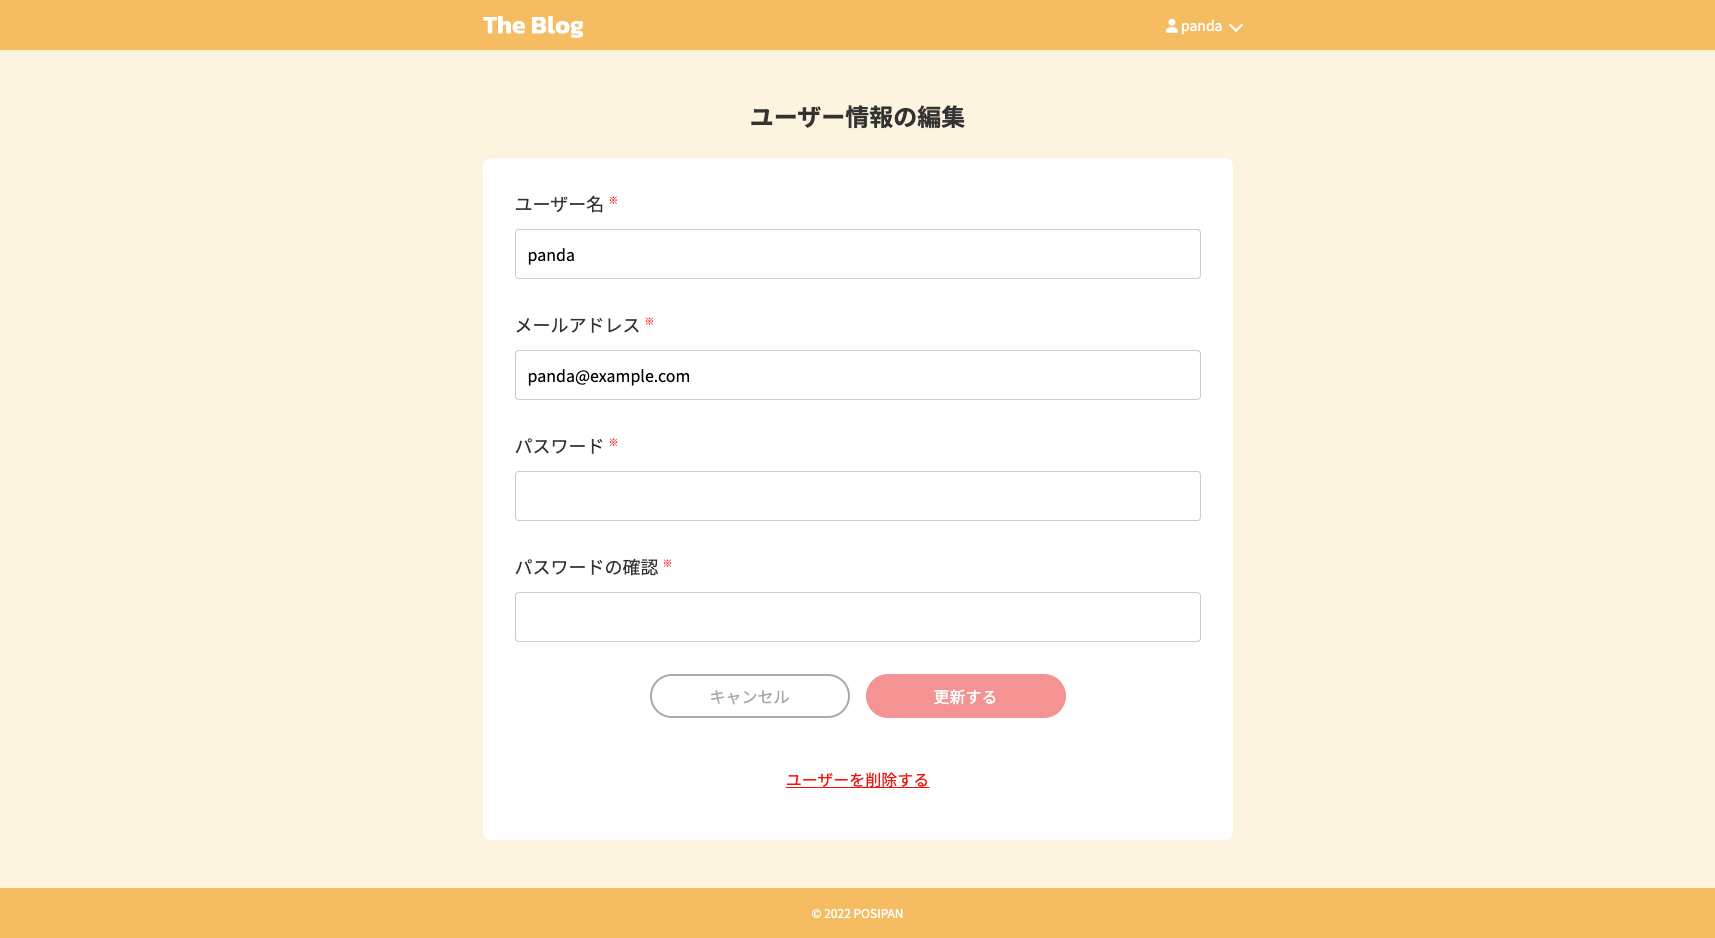 The Blog
panda
ユーザー情報の編集
ユーザー名 ※
panda
メールアドレス ※
panda@example.com
パスワード ※
パスワードの確認 ※
キャンセル
更新する
ユーザーを削除する
© 2022 POSIPAN